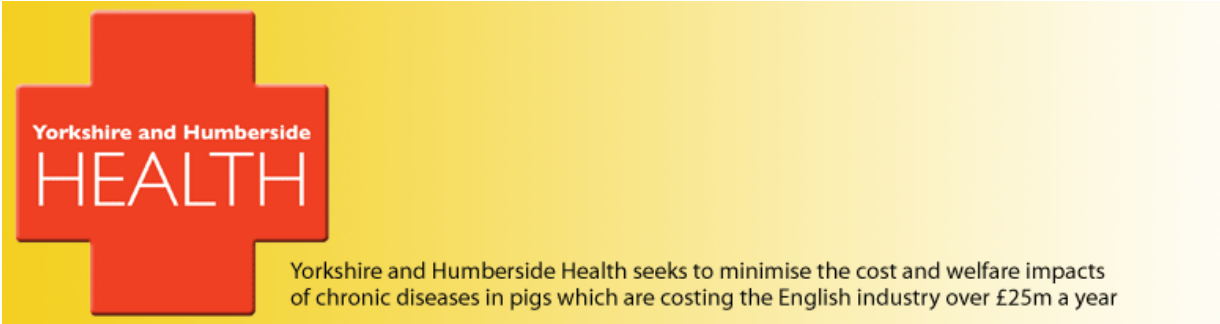 Yorkshire and Humberside
HEALTH
Yorkshire and Humberside Health seeks to minimise the cost and welfare impacts
of chronic diseases in pigs which are costing the English industry over £25m a year